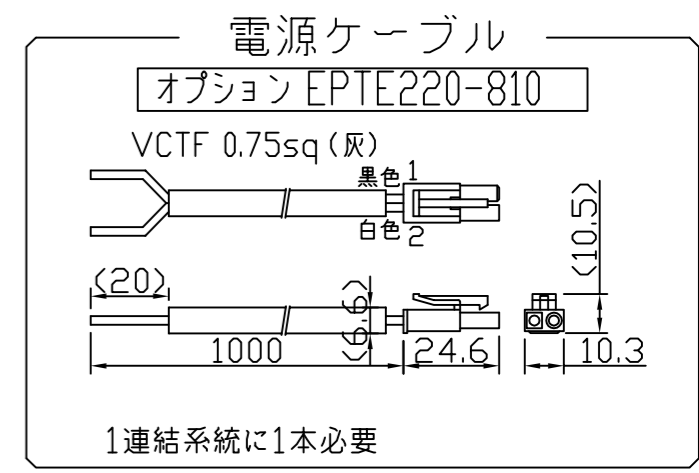 電源ケーブル
オプション EPTE220-810
VCTF 0.75sq (灰)
黒色 1
白色 2
(20)
(6.6)
(10.5)
1000
24.6
10.3
1連結系統に1本必要